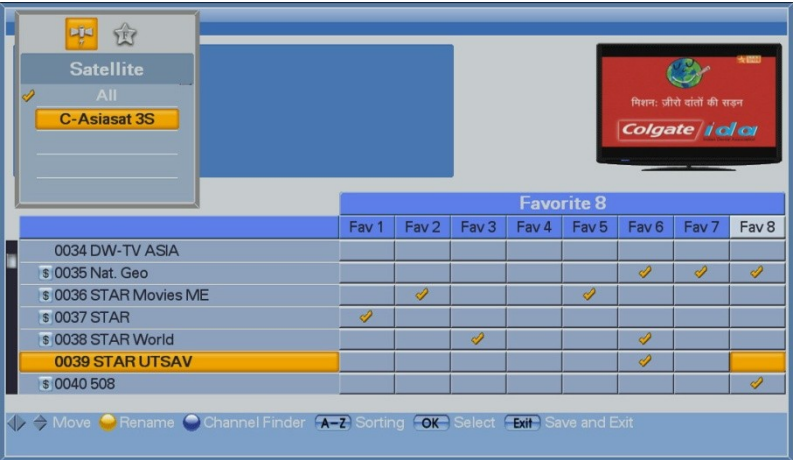 Satellite
All
C-Asiasat 3S
मिशन: ज़ीरो दांतों की सड़न
Colgate ida
Favorite 8
Fav 1 Fav 2 Fav 3 Fav 4 Fav 5 Fav 6 Fav 7 Fav 8
0034 DW-TV ASIA
$ 0035 Nat. Geo
$ 0036 STAR Movies ME
$ 0037 STAR
$ 0038 STAR World
0039 STAR UTSAV
$ 0040 508
Move Rename Channel Finder A-Z Sorting OK Select Exit Save and Exit